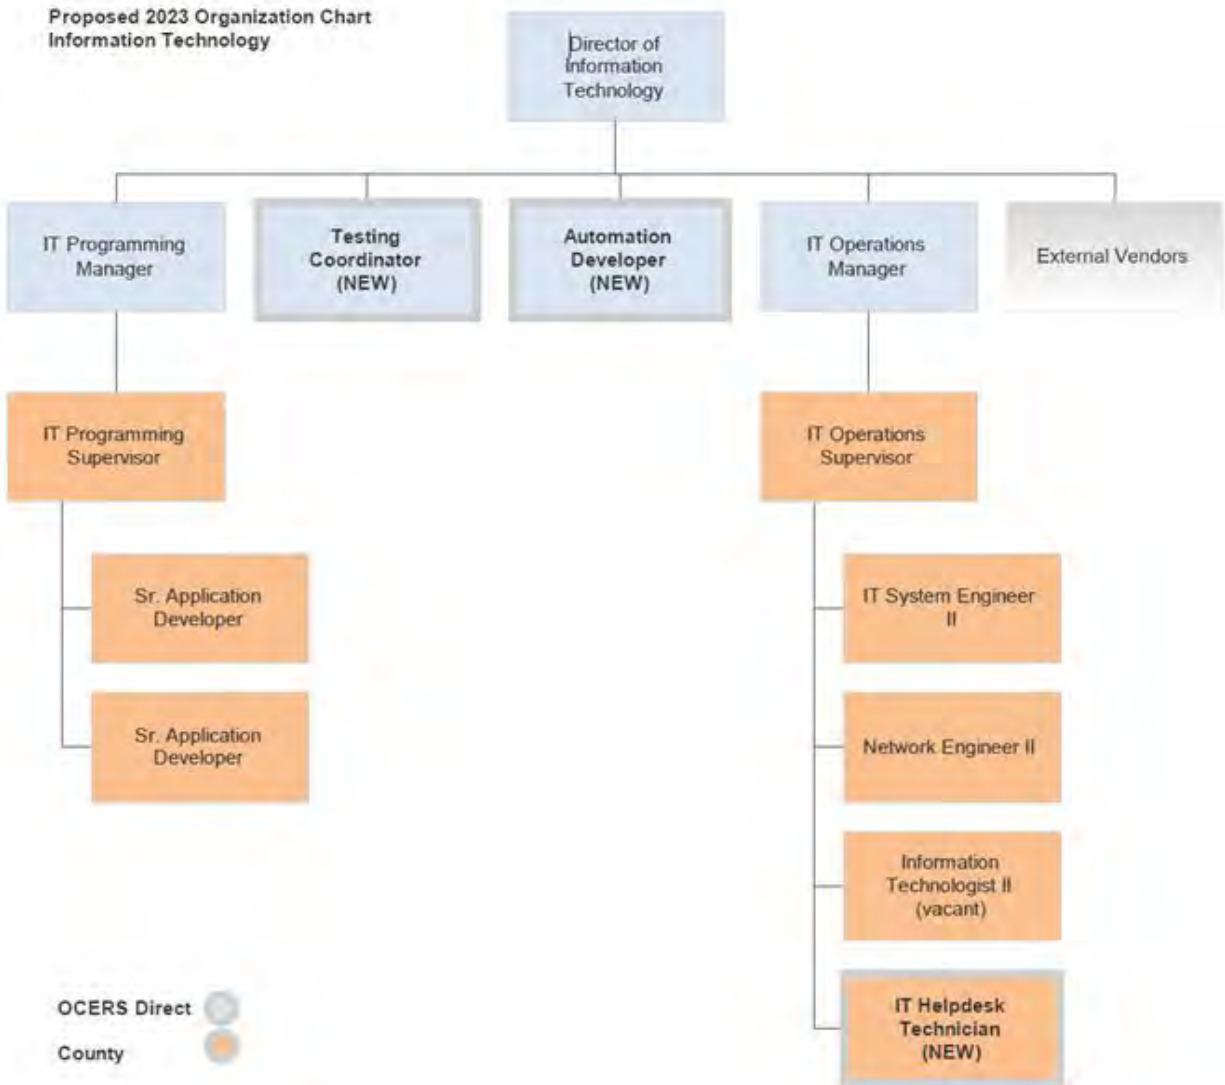 Proposed 2023 Organization Chart
Information Technology
Director of
Information
Technology
IT Programming
Manager
Testing
Coordinator
(NEW)
Automation
Developer
(NEW)
IT Operations
Manager
External Vendors
IT Programming
Supervisor
IT Operations
Supervisor
Sr. Application
Developer
Sr. Application
Developer
IT System Engineer
II
Network Engineer II
Information
Technologist II
(vacant)
IT Helpdesk
Technician
(NEW)
OCERS Direct
County